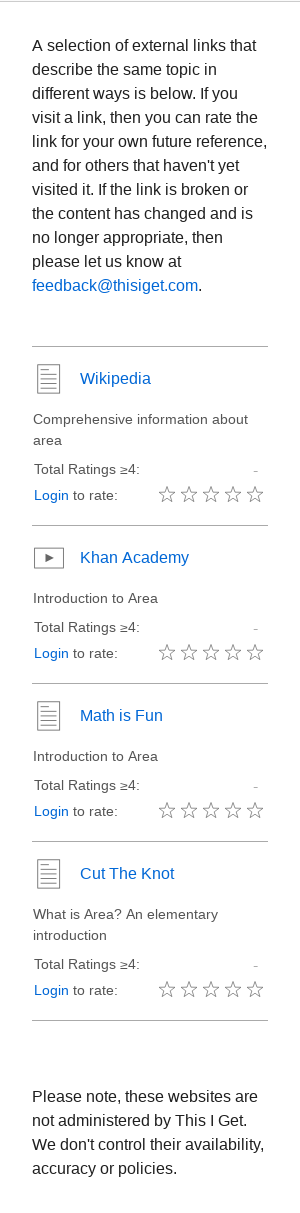 A selection of external links that
describe the same topic in
different ways is below. If you
visit a link, then you can rate the
link for your own future reference,
and for others that haven't yet
visited it. If the link is broken or
the content has changed and is
no longer appropriate, then
please let us know at
feedback@thisiget.com.
Wikipedia
Comprehensive information about
area
Total Ratings ≥4: -
Login to rate:
Khan Academy
Introduction to Area
Total Ratings ≥4: -
Login to rate:
Math is Fun
Introduction to Area
Total Ratings ≥4: -
Login to rate:
Cut The Knot
What is Area? An elementary
introduction
Total Ratings ≥4: -
Login to rate:
Please note, these websites are
not administered by This I Get.
We don't control their availability,
accuracy or policies.